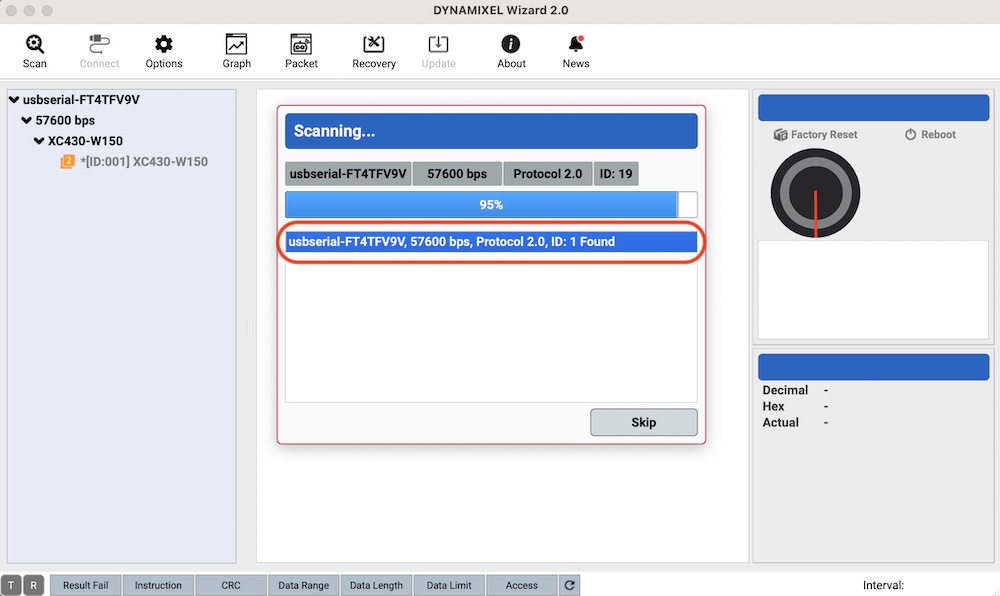 DYNAMIXEL Wizard 2.0
Scan Connect Options Graph Packet Recovery Update About News
usbserial-FT4TFV9V
57600 bps
XC430-W150
2 *[ID:001] XC430-W150
Scanning...
usbserial-FT4TFV9V 57600 bps Protocol 2.0 ID: 19
95%
usbserial-FT4TFV9V, 57600 bps, Protocol 2.0, ID: 1 Found
Skip
Factory Reset Reboot
Decimal -
Hex -
Actual -
T R Result Fail Instruction CRC Data Range Data Length Data Limit Access Interval: